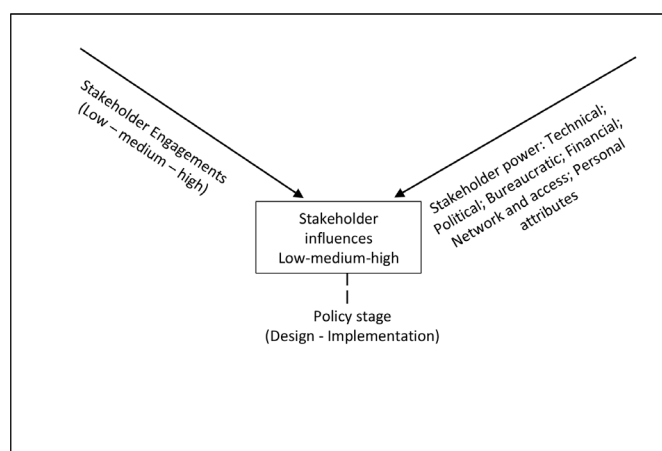 Stakeholder Engagements
(Low – medium – high)
Stakeholder power: Technical;
Political; Bureaucratic; Financial;
Network and access; Personal
attributes
Stakeholder
influences
Low-medium-high
Policy stage
(Design - Implementation)